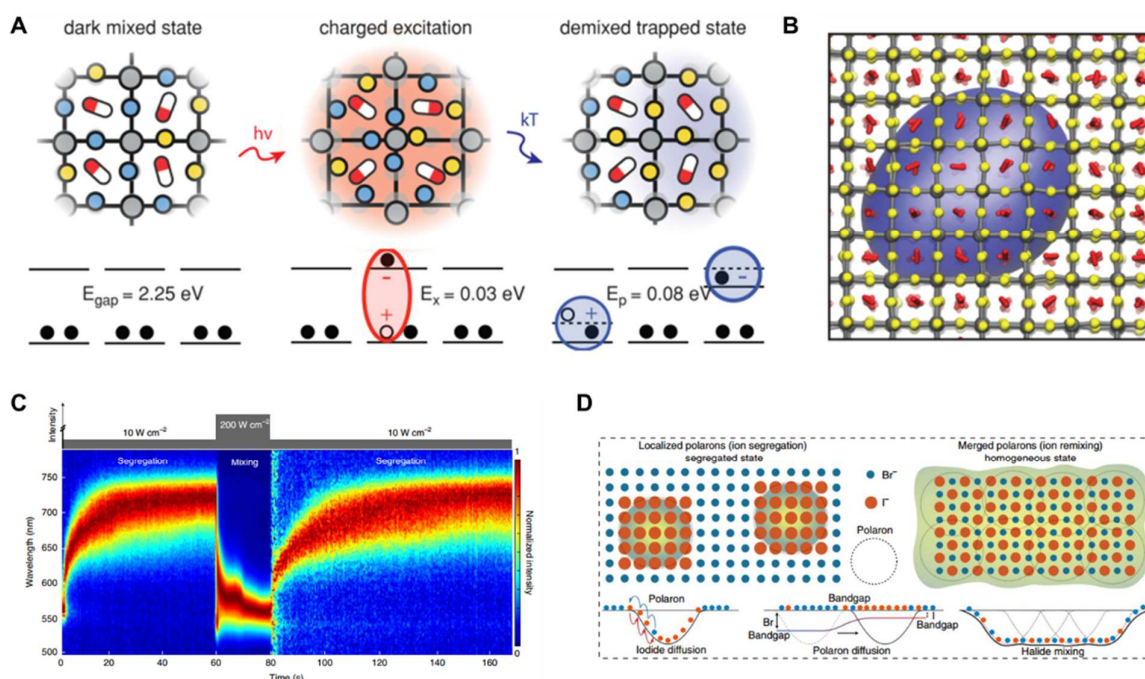 A
dark mixed state
charged excitation
demixed trapped state
hν
kT
E_gap = 2.25 eV
−
+
E_x = 0.03 eV
E_p = 0.08 eV
+
−
B
C
Intensity
10 W cm⁻²
200 W cm⁻²
10 W cm⁻²
Segregation
Mixing
Segregation
Wavelength (nm)
750
700
650
600
550
500
0
20
40
60
80
100
120
140
160
Time (s)
1
Normalized intensity
0
D
Localized polarons (ion segregation)
segregated state
Merged polarons (ion remixing)
homogeneous state
Br⁻
I⁻
Polaron
Polaron
Iodide diffusion
Bandgap
Br
Bandgap
I
Bandgap
Polaron diffusion
Halide mixing